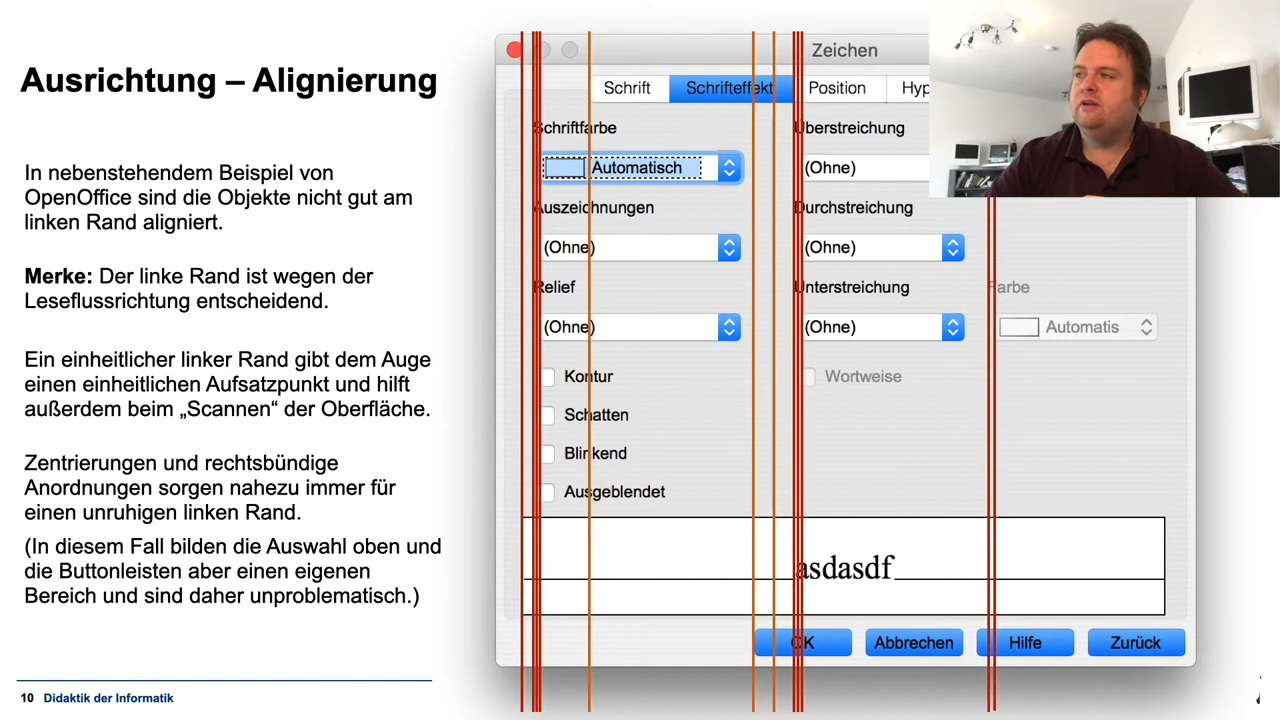 Ausrichtung – Alignierung
In nebenstehendem Beispiel von
OpenOffice sind die Objekte nicht gut am
linken Rand aligniert.
Merke: Der linke Rand ist wegen der
Leseflussrichtung entscheidend.
Ein einheitlicher linker Rand gibt dem Auge
einen einheitlichen Aufsatzpunkt und hilft
außerdem beim „Scannen“ der Oberfläche.
Zentrierungen und rechtsbündige
Anordnungen sorgen nahezu immer für
einen unruhigen linken Rand.
(In diesem Fall bilden die Auswahl oben und
die Buttonleisten aber einen eigenen
Bereich und sind daher unproblematisch.)
10 Didaktik der Informatik
Zeichen
Schrift Schrifteffekt Position Hyp
Schriftfarbe Überstreichung
Automatisch (Ohne)
Auszeichnungen Durchstreichung
(Ohne) (Ohne)
Relief Unterstreichung Farbe
(Ohne) (Ohne) Automatis
Kontur Wortweise
Schatten
Blinkend
Ausgeblendet
asdasdf
OK Abbrechen Hilfe Zurück